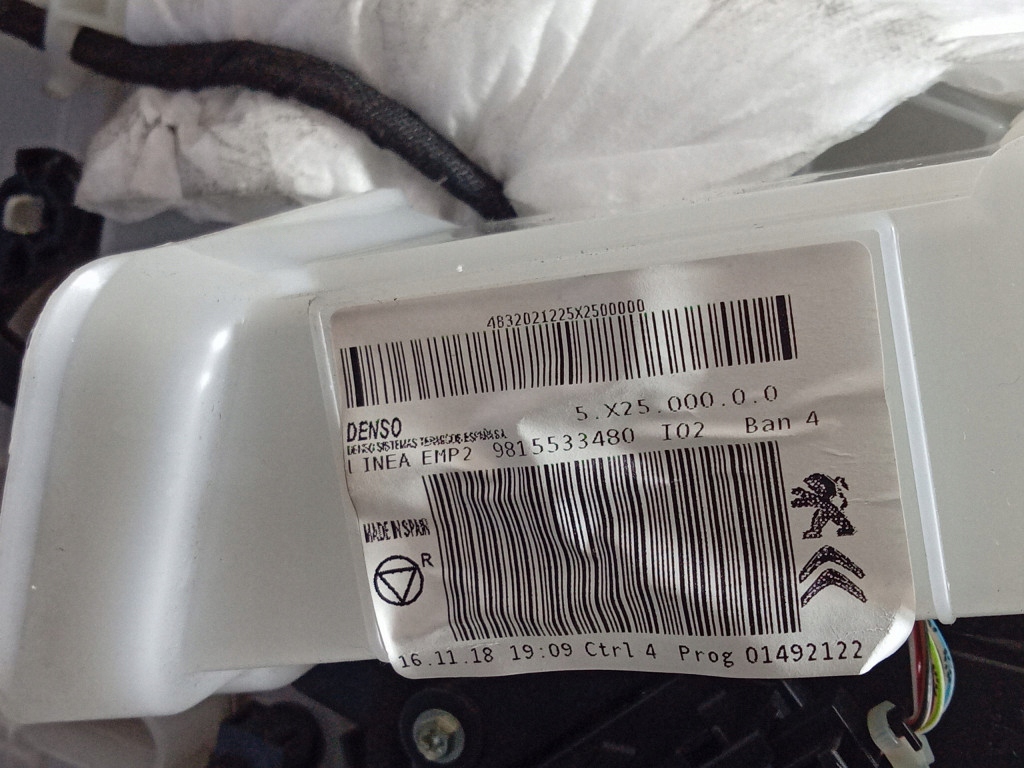 4832021225X2500000
5.X25.000.0.0
DENSO
DENSO SISTEMAS TERMICOS ESPAÑA S.A.
LINEA EMP2 9815533480 I02 Ban 4
MADE IN SPAIN
R
16.11.18 19:09 Ctrl 4 Prog 01492122